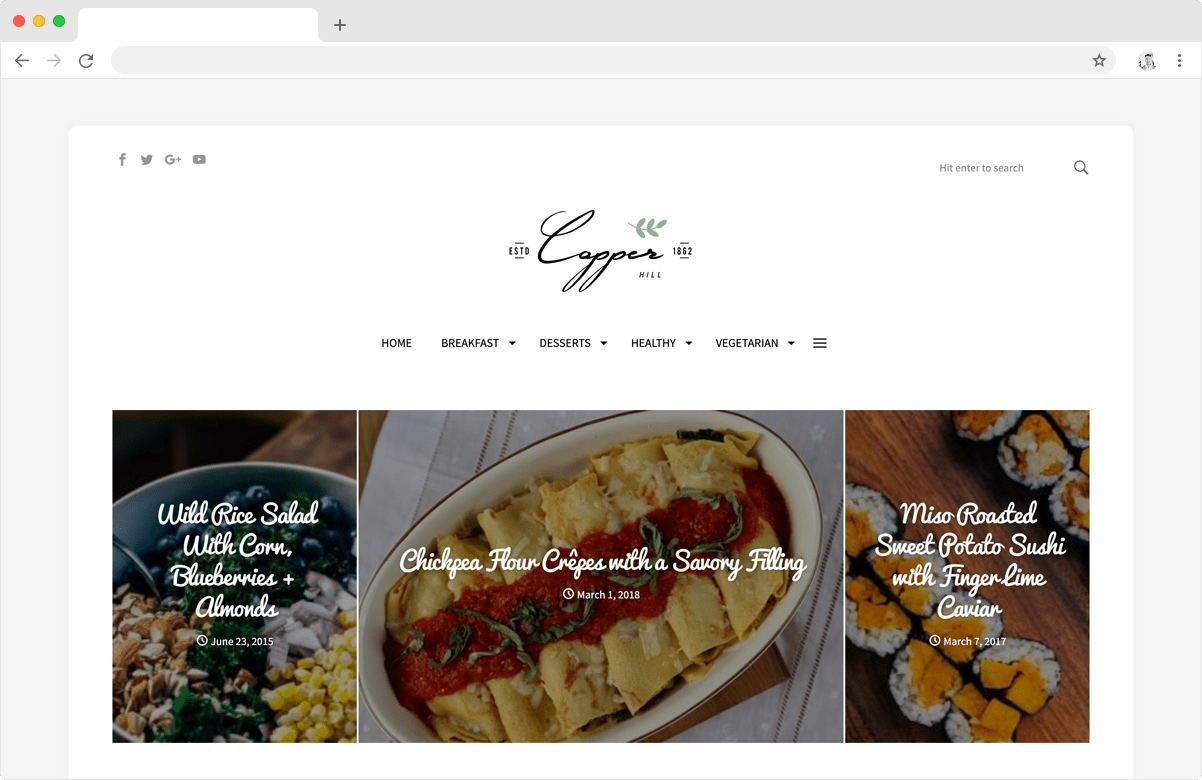 Hit enter to search
ESTD
Capper
1862
HILL
HOME BREAKFAST DESSERTS HEALTHY VEGETARIAN
Wild Rice Salad
With Corn,
Blueberries +
Almonds
June 23, 2015
Chickpea Flour Crêpes with a Savory Filling
March 1, 2018
Miso Roasted
Sweet Potato Sushi
with Finger Lime
Caviar
March 7, 2017